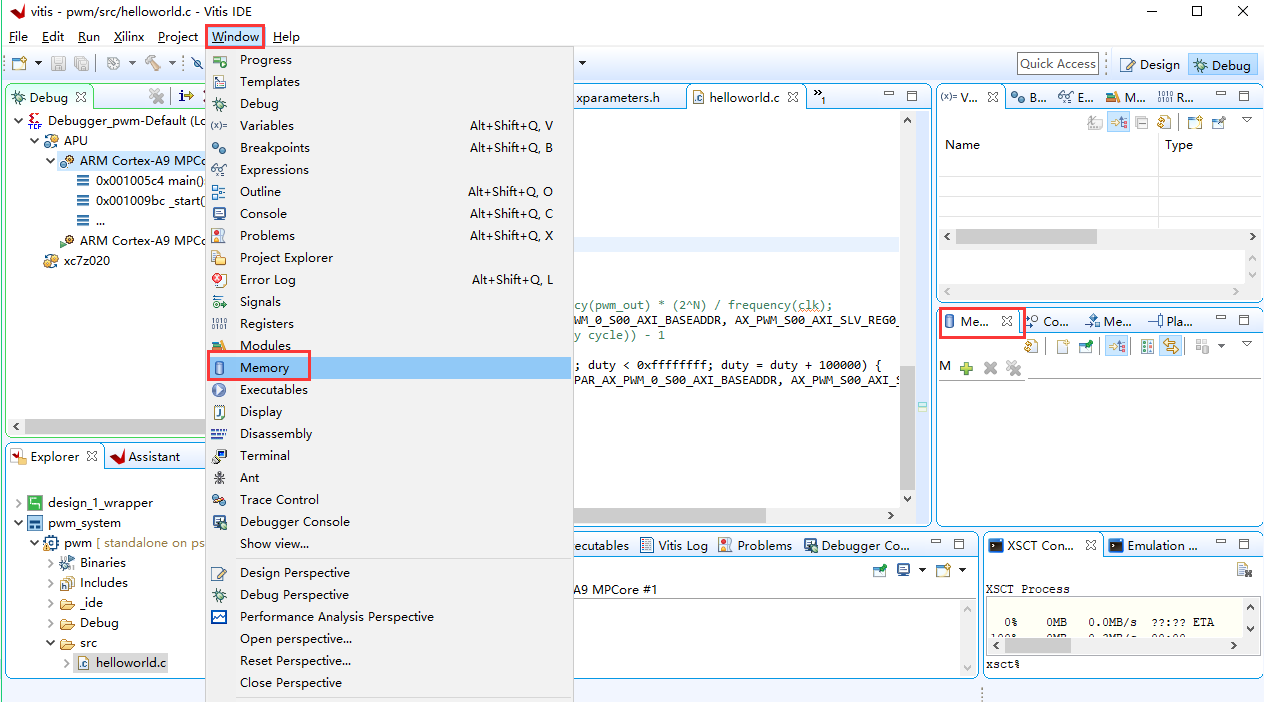 vitis - pwm/src/helloworld.c - Vitis IDE
File Edit Run Xilinx Project Window Help
Quick Access
Design
Debug
Debug
Debugger_pwm-Default (Lo
APU
ARM Cortex-A9 MPCo
0x001005c4 main()
0x001009bc _start(
...
ARM Cortex-A9 MPCo
xc7z020
Explorer
Assistant
design_1_wrapper
pwm_system
pwm [ standalone on ps
Binaries
Includes
_ide
Debug
src
helloworld.c
Progress
Templates
Debug
Variables Alt+Shift+Q, V
Breakpoints Alt+Shift+Q, B
Expressions
Outline Alt+Shift+Q, O
Console Alt+Shift+Q, C
Problems Alt+Shift+Q, X
Project Explorer
Error Log Alt+Shift+Q, L
Signals
Registers
Modules
Memory
Executables
Display
Disassembly
Terminal
Ant
Trace Control
Debugger Console
Show view...
Design Perspective
Debug Perspective
Performance Analysis Perspective
Open perspective...
Reset Perspective...
Close Perspective
xparameters.h
helloworld.c
"1
cy(pwm_out) * (2^N) / frequency(clk);
PWM_0_S00_AXI_BASEADDR, AX_PWM_S00_AXI_SLV_REG0_
y cycle)) - 1
; duty < 0xffffffff; duty = duty + 100000) {
PAR_AX_PWM_0_S00_AXI_BASEADDR, AX_PWM_S00_AXI_S
ecutables
Vitis Log
Problems
Debugger Co...
A9 MPCore #1
(x)= V...
B...
E...
M...
R...
Name
Type
Me...
Co...
Me...
Pla...
M
XSCT Con...
Emulation ...
XSCT Process
0% 0MB 0.0MB/s ??:?? ETA
xsct%